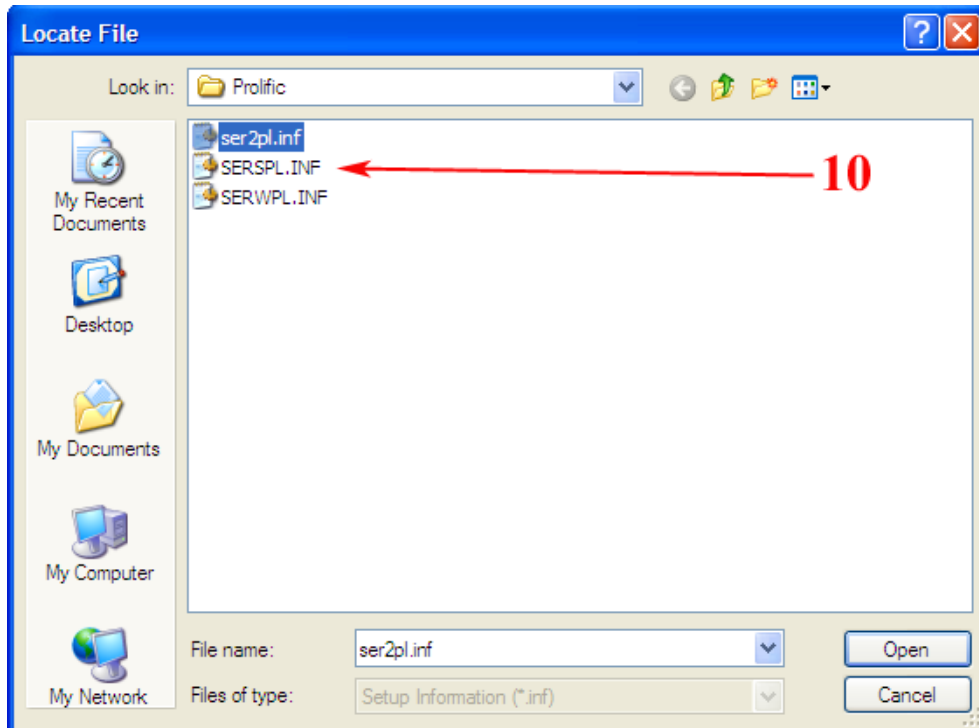 Locate File
Look in: Prolific
ser2pl.inf
SERSPL.INF
10
SERWPL.INF
My Recent
Documents
Desktop
My Documents
My Computer
My Network
File name: ser2pl.inf Open
Files of type: Setup Information (*.inf) Cancel